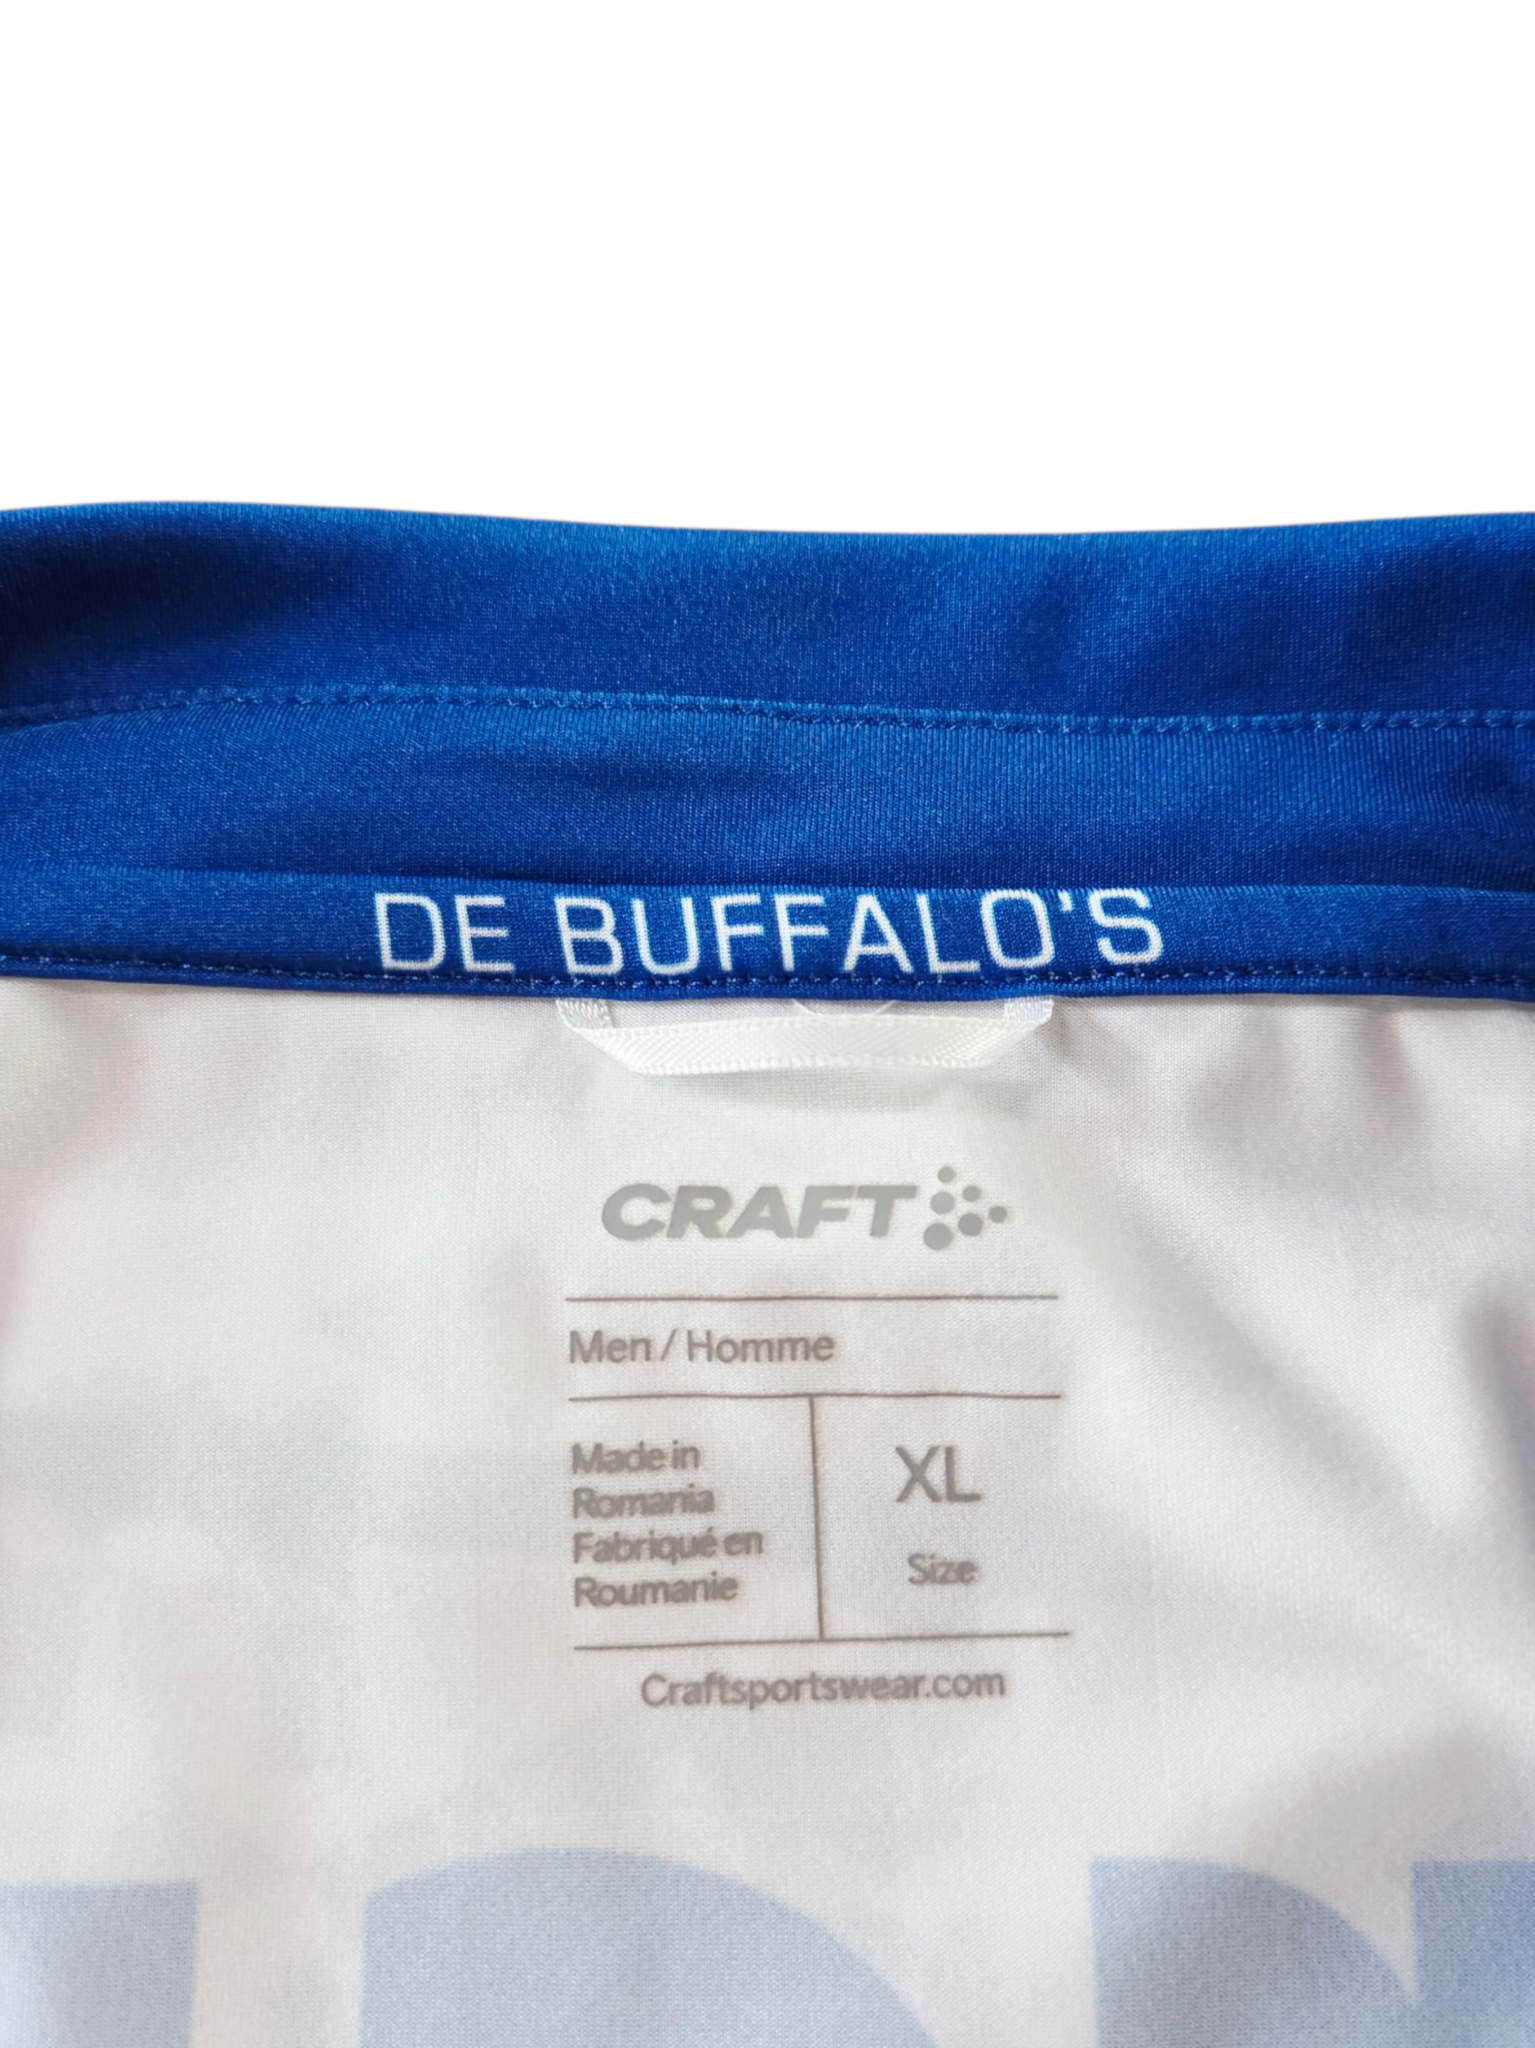 DE BUFFALO'S
CRAFT
Men / Homme
Made in
Romania
Fabriqué en
Roumanie
XL
Size
Craftsportswear.com